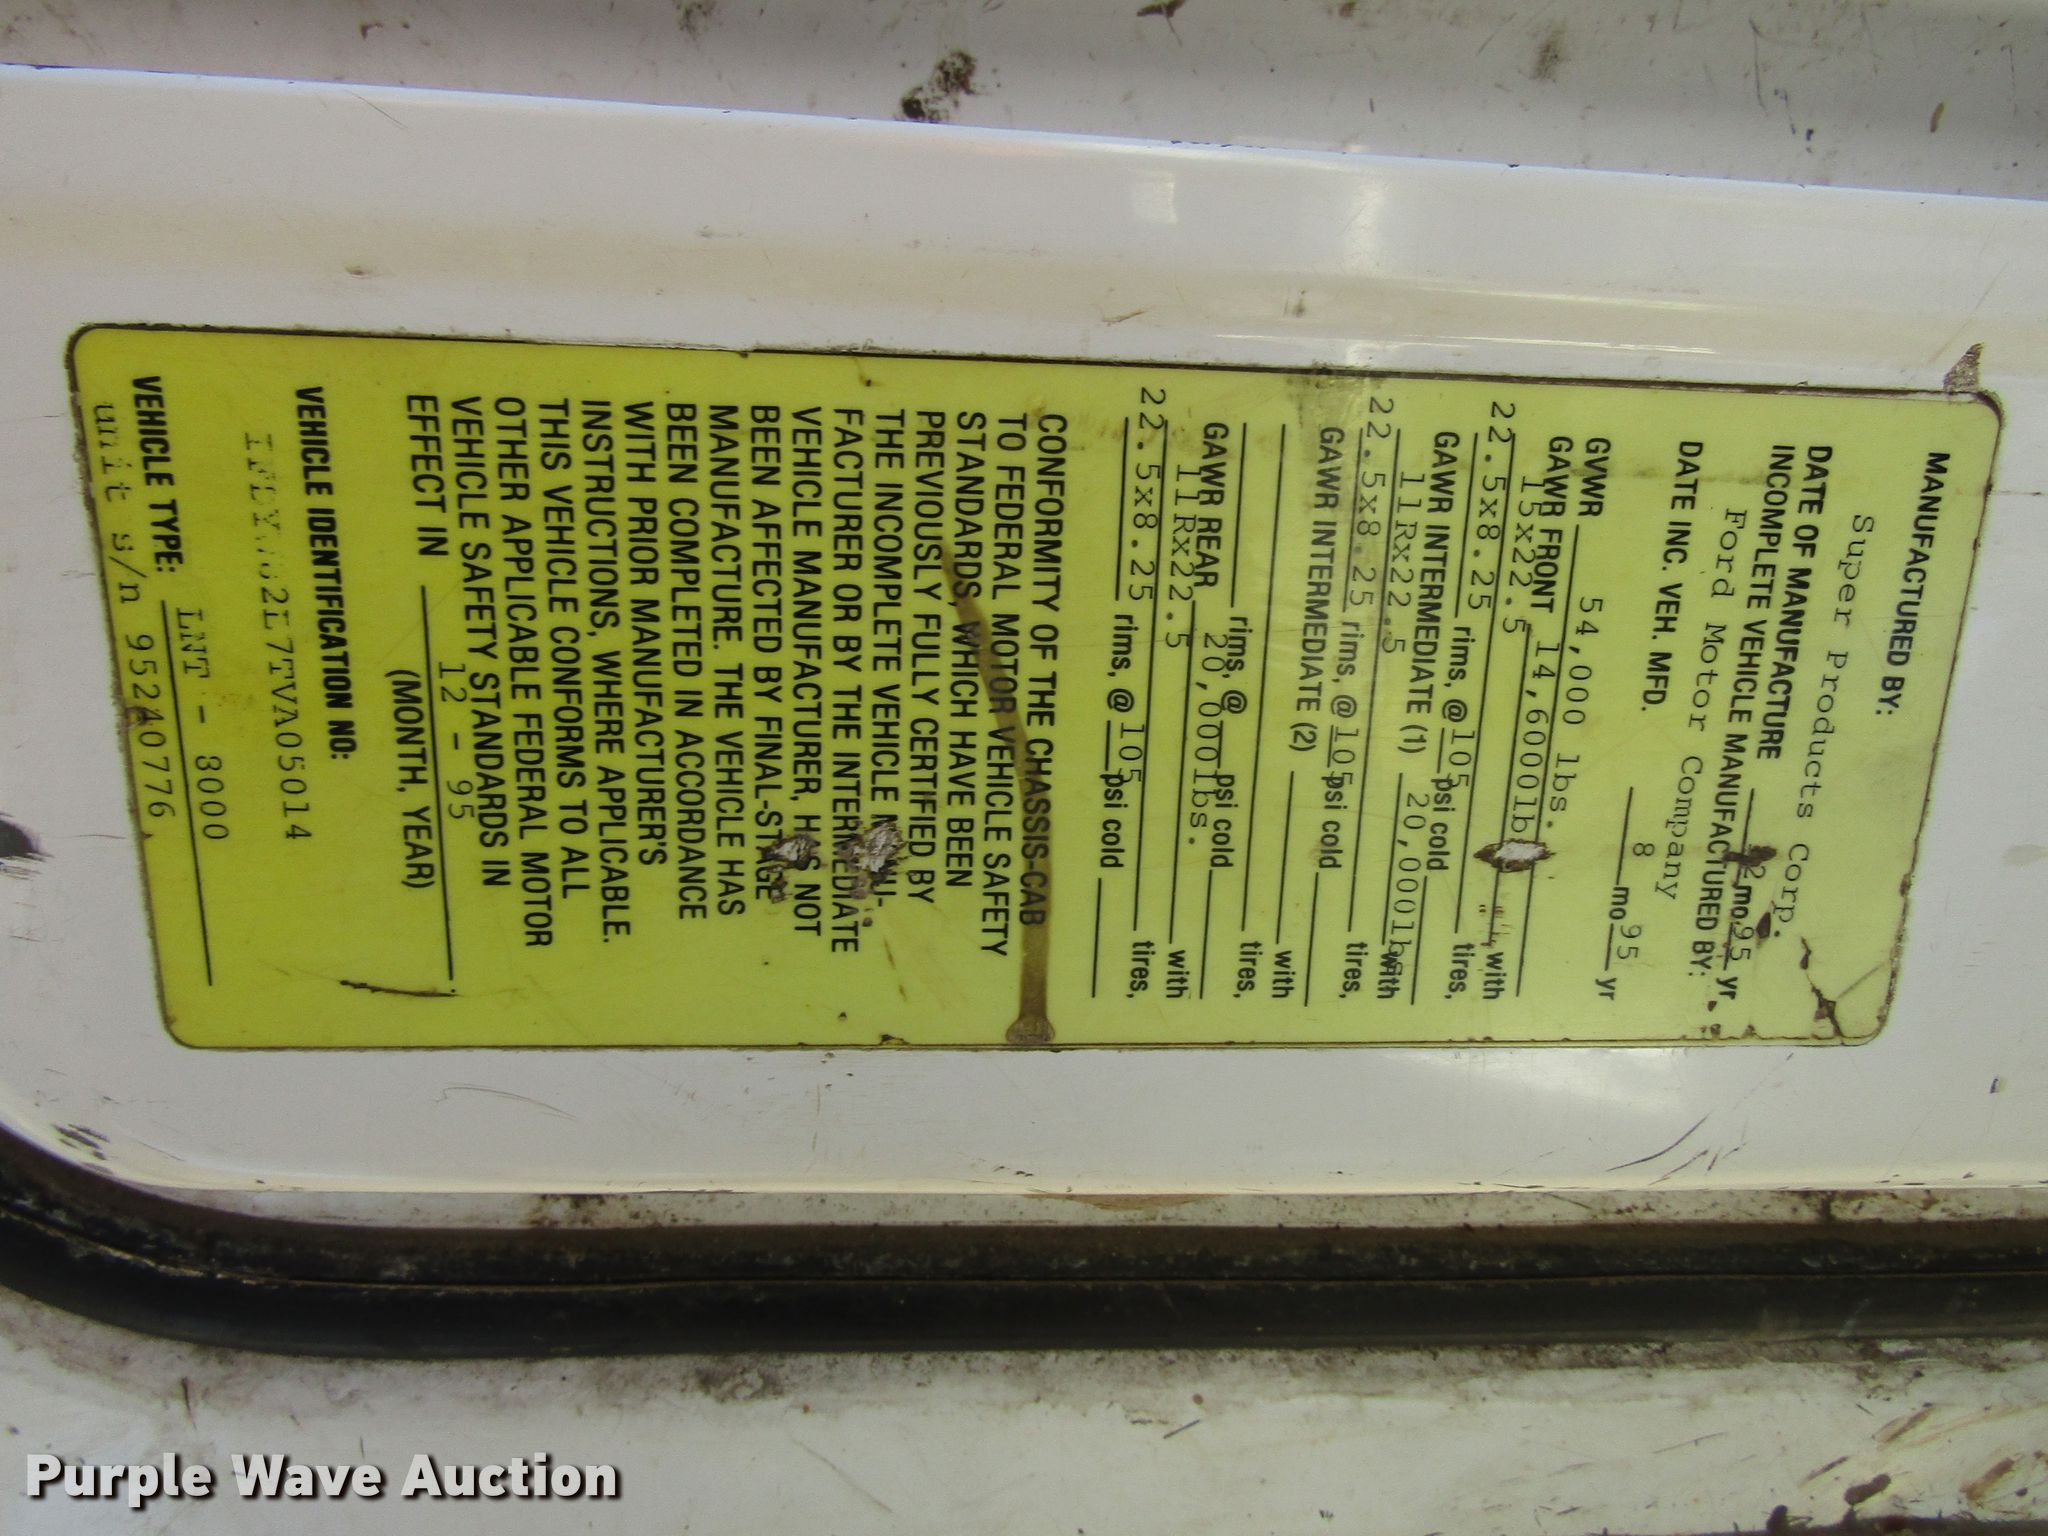 MANUFACTURED BY:
Super Products Corp.
DATE OF MANUFACTURE 12 mo. 95 yr
INCOMPLETE VEHICLE MANUFACTURED BY:
Ford Motor Company
DATE INC. VEH. MFD. 8 mo 95 yr
GVWR 54,000 lbs.
GAWR FRONT 14,6000lb
15x22.5 with
22.5x8.25 rims, @ 105 psi cold tires,
GAWR INTERMEDIATE (1) 20,000lbs
11Rx22.5 with
22.5x8.25 rims, @ 105 psi cold tires,
GAWR INTERMEDIATE (2)
with
rims, @ psi cold tires,
GAWR REAR 20,000lbs.
11Rx22.5 with
22.5x8.25 rims, @ 105 psi cold tires,
CONFORMITY OF THE CHASSIS-CAB
TO FEDERAL MOTOR VEHICLE SAFETY
STANDARDS, WHICH HAVE BEEN
PREVIOUSLY FULLY CERTIFIED BY
THE INCOMPLETE VEHICLE MANU-
FACTURER OR BY THE INTERMEDIATE
VEHICLE MANUFACTURER, HAS NOT
BEEN AFFECTED BY FINAL-STAGE
MANUFACTURE. THE VEHICLE HAS
BEEN COMPLETED IN ACCORDANCE
WITH PRIOR MANUFACTURER'S
INSTRUCTIONS, WHERE APPLICABLE.
THIS VEHICLE CONFORMS TO ALL
OTHER APPLICABLE FEDERAL MOTOR
VEHICLE SAFETY STANDARDS IN
EFFECT IN 12 - 95
(MONTH, YEAR)
VEHICLE IDENTIFICATION NO:
VEHICLE TYPE: LNT - 8000
unit s/n 95240776
Purple Wave Auction